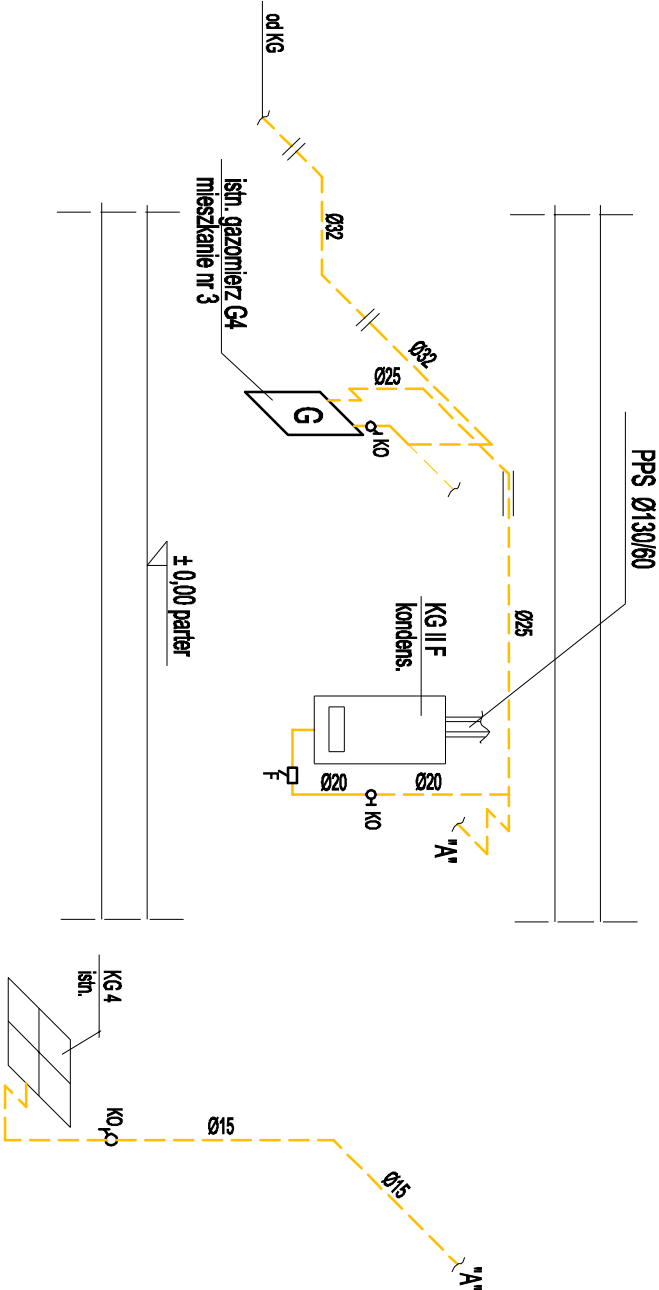 od KG
Ø32
Ø32
Ø25
istn. gazomierz G4
mieszkanie nr 3
G
KO
PPS Ø130/60
Ø25
KG II F
kondens.
± 0,00 parter
F
Ø20
Ø20
KO
"A"
KG 4
istn.
KO
Ø15
Ø15
"A"